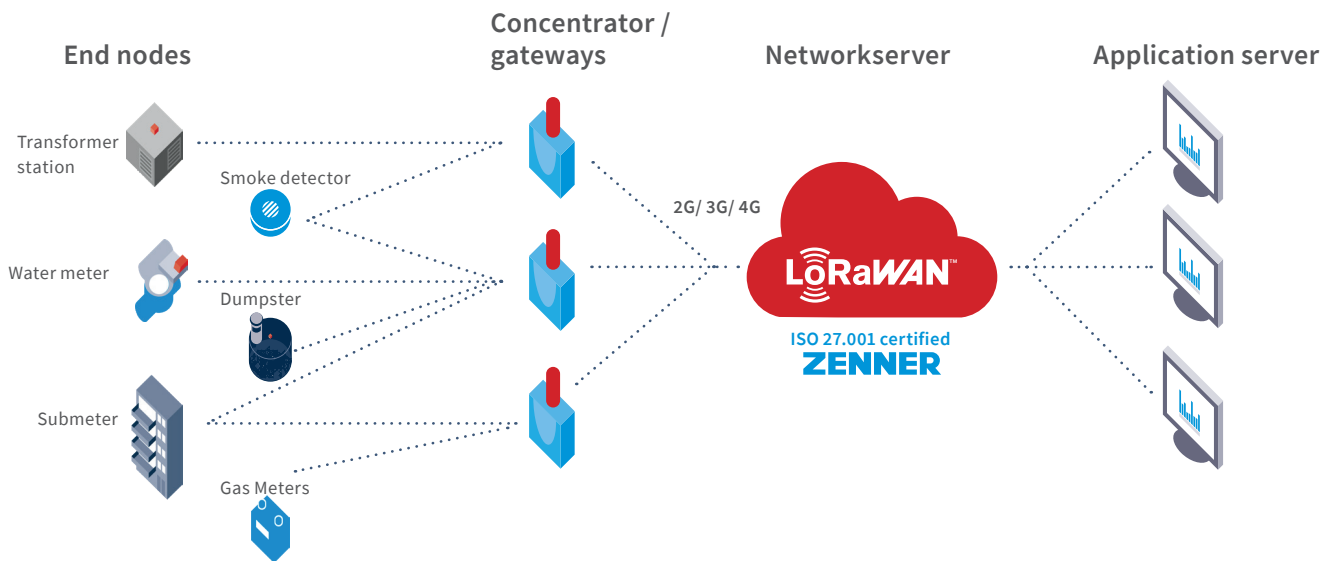 End nodes
Concentrator /
gateways
Networkserver
Application server
Transformer
station
Smoke detector
2G/ 3G/ 4G
Water meter
LoRaWAN™
Dumpster
ISO 27.001 certified
ZENNER
Submeter
Gas Meters